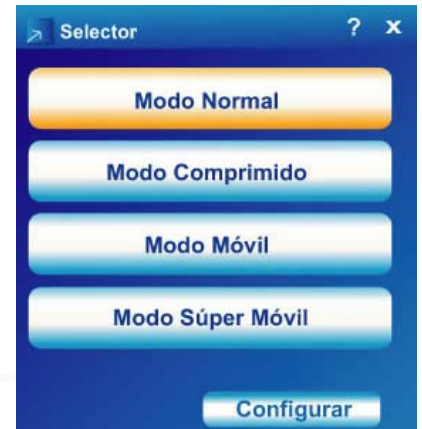 Selector ? x
Modo Normal
Modo Comprimido
Modo Móvil
Modo Súper Móvil
Configurar